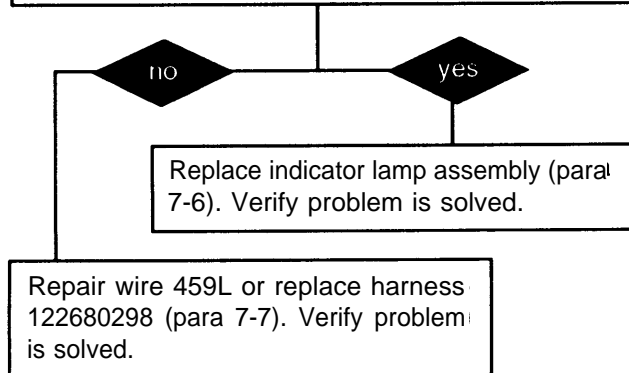 no
yes
Replace indicator lamp assembly (para
7-6). Verify problem is solved.
Repair wire 459L or replace harness
122680298 (para 7-7). Verify problem
is solved.